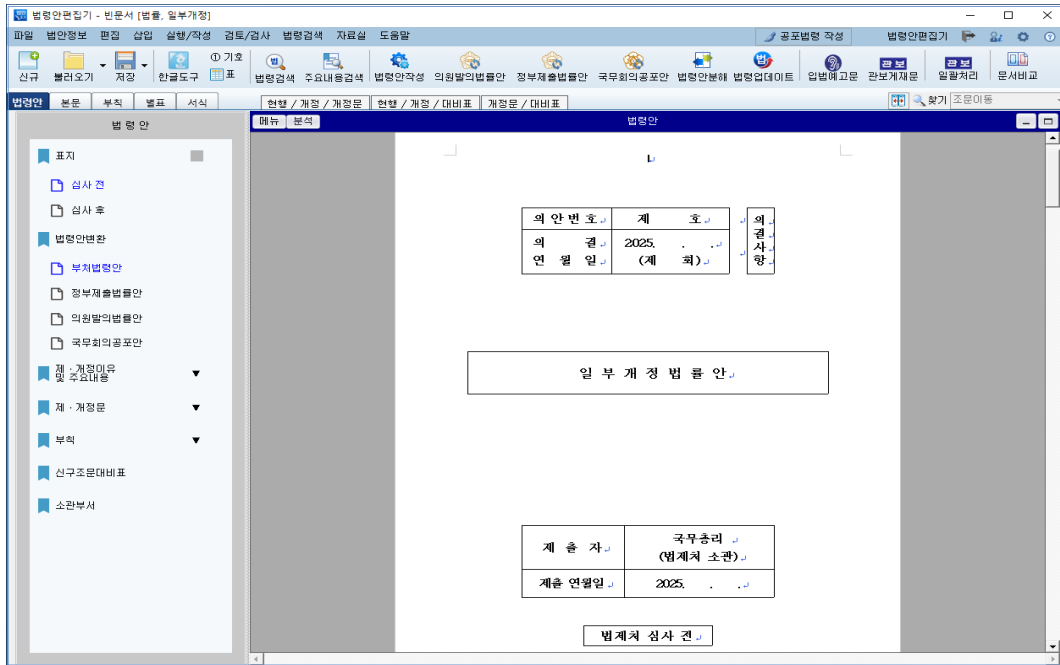 법령안편집기 - 빈문서 [법률, 일부개정]
파일 법안정보 편집 삽입 실행/작성 검토/검사 법령검색 자료실 도움말 공포법령 작성 법령안편집기
신규 불러오기 저장 한글도구 ① 기호 표 법령검색 주요내용검색 법령안작성 의원발의법률안 정부제출법률안 국무회의공포안 법령안분해 법령업데이트 입법예고문 관보 관보게재문 관보 일괄처리 문서비교
법령안 본문 부칙 별표 서식 현행 / 개정 / 개정문 현행 / 개정 / 대비표 개정문 / 대비표 찾기 조문이동
법 령 안
메뉴 분석 법령안
표지
심사 전
심사 후
법령안변환
부처법령안
정부제출법률안
의원발의법률안
국무회의공포안
제ㆍ개정이유
및 주요내용
제ㆍ개정문
부칙
신구조문대비표
소관부서
의안번호 제 호
의 결
연 월 일
2025. . .
(제 회)
의결사항
일 부 개 정 법 률 안
제 출 자
국무총리
(법제처 소관)
제출 연월일 2025. . .
법제처 심사 전